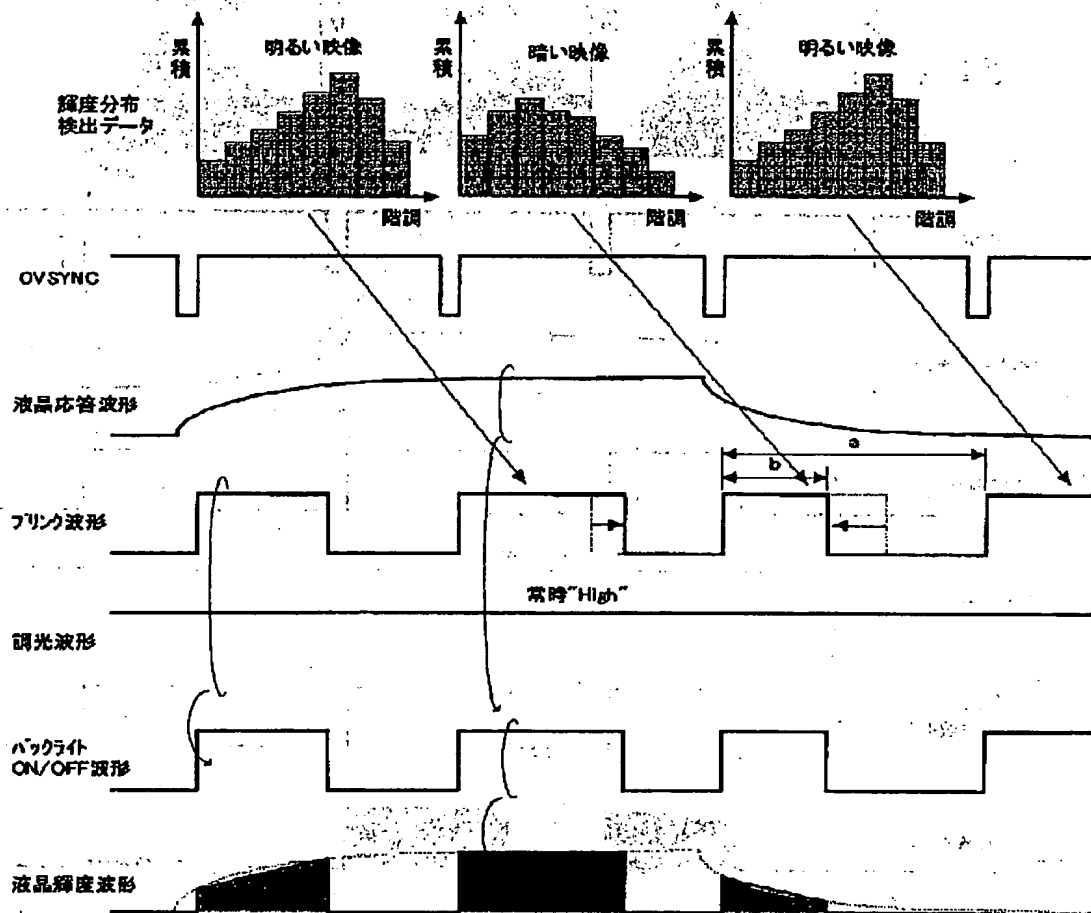 累積
明るい映像
累積
暗い映像
累積
明るい映像
輝度分布
検出データ
階調
階調
階調
OVSYNC
液晶応答波形
a
b
ブリンク波形
常時"High"
調光波形
バックライト
ON/OFF波形
液晶輝度波形